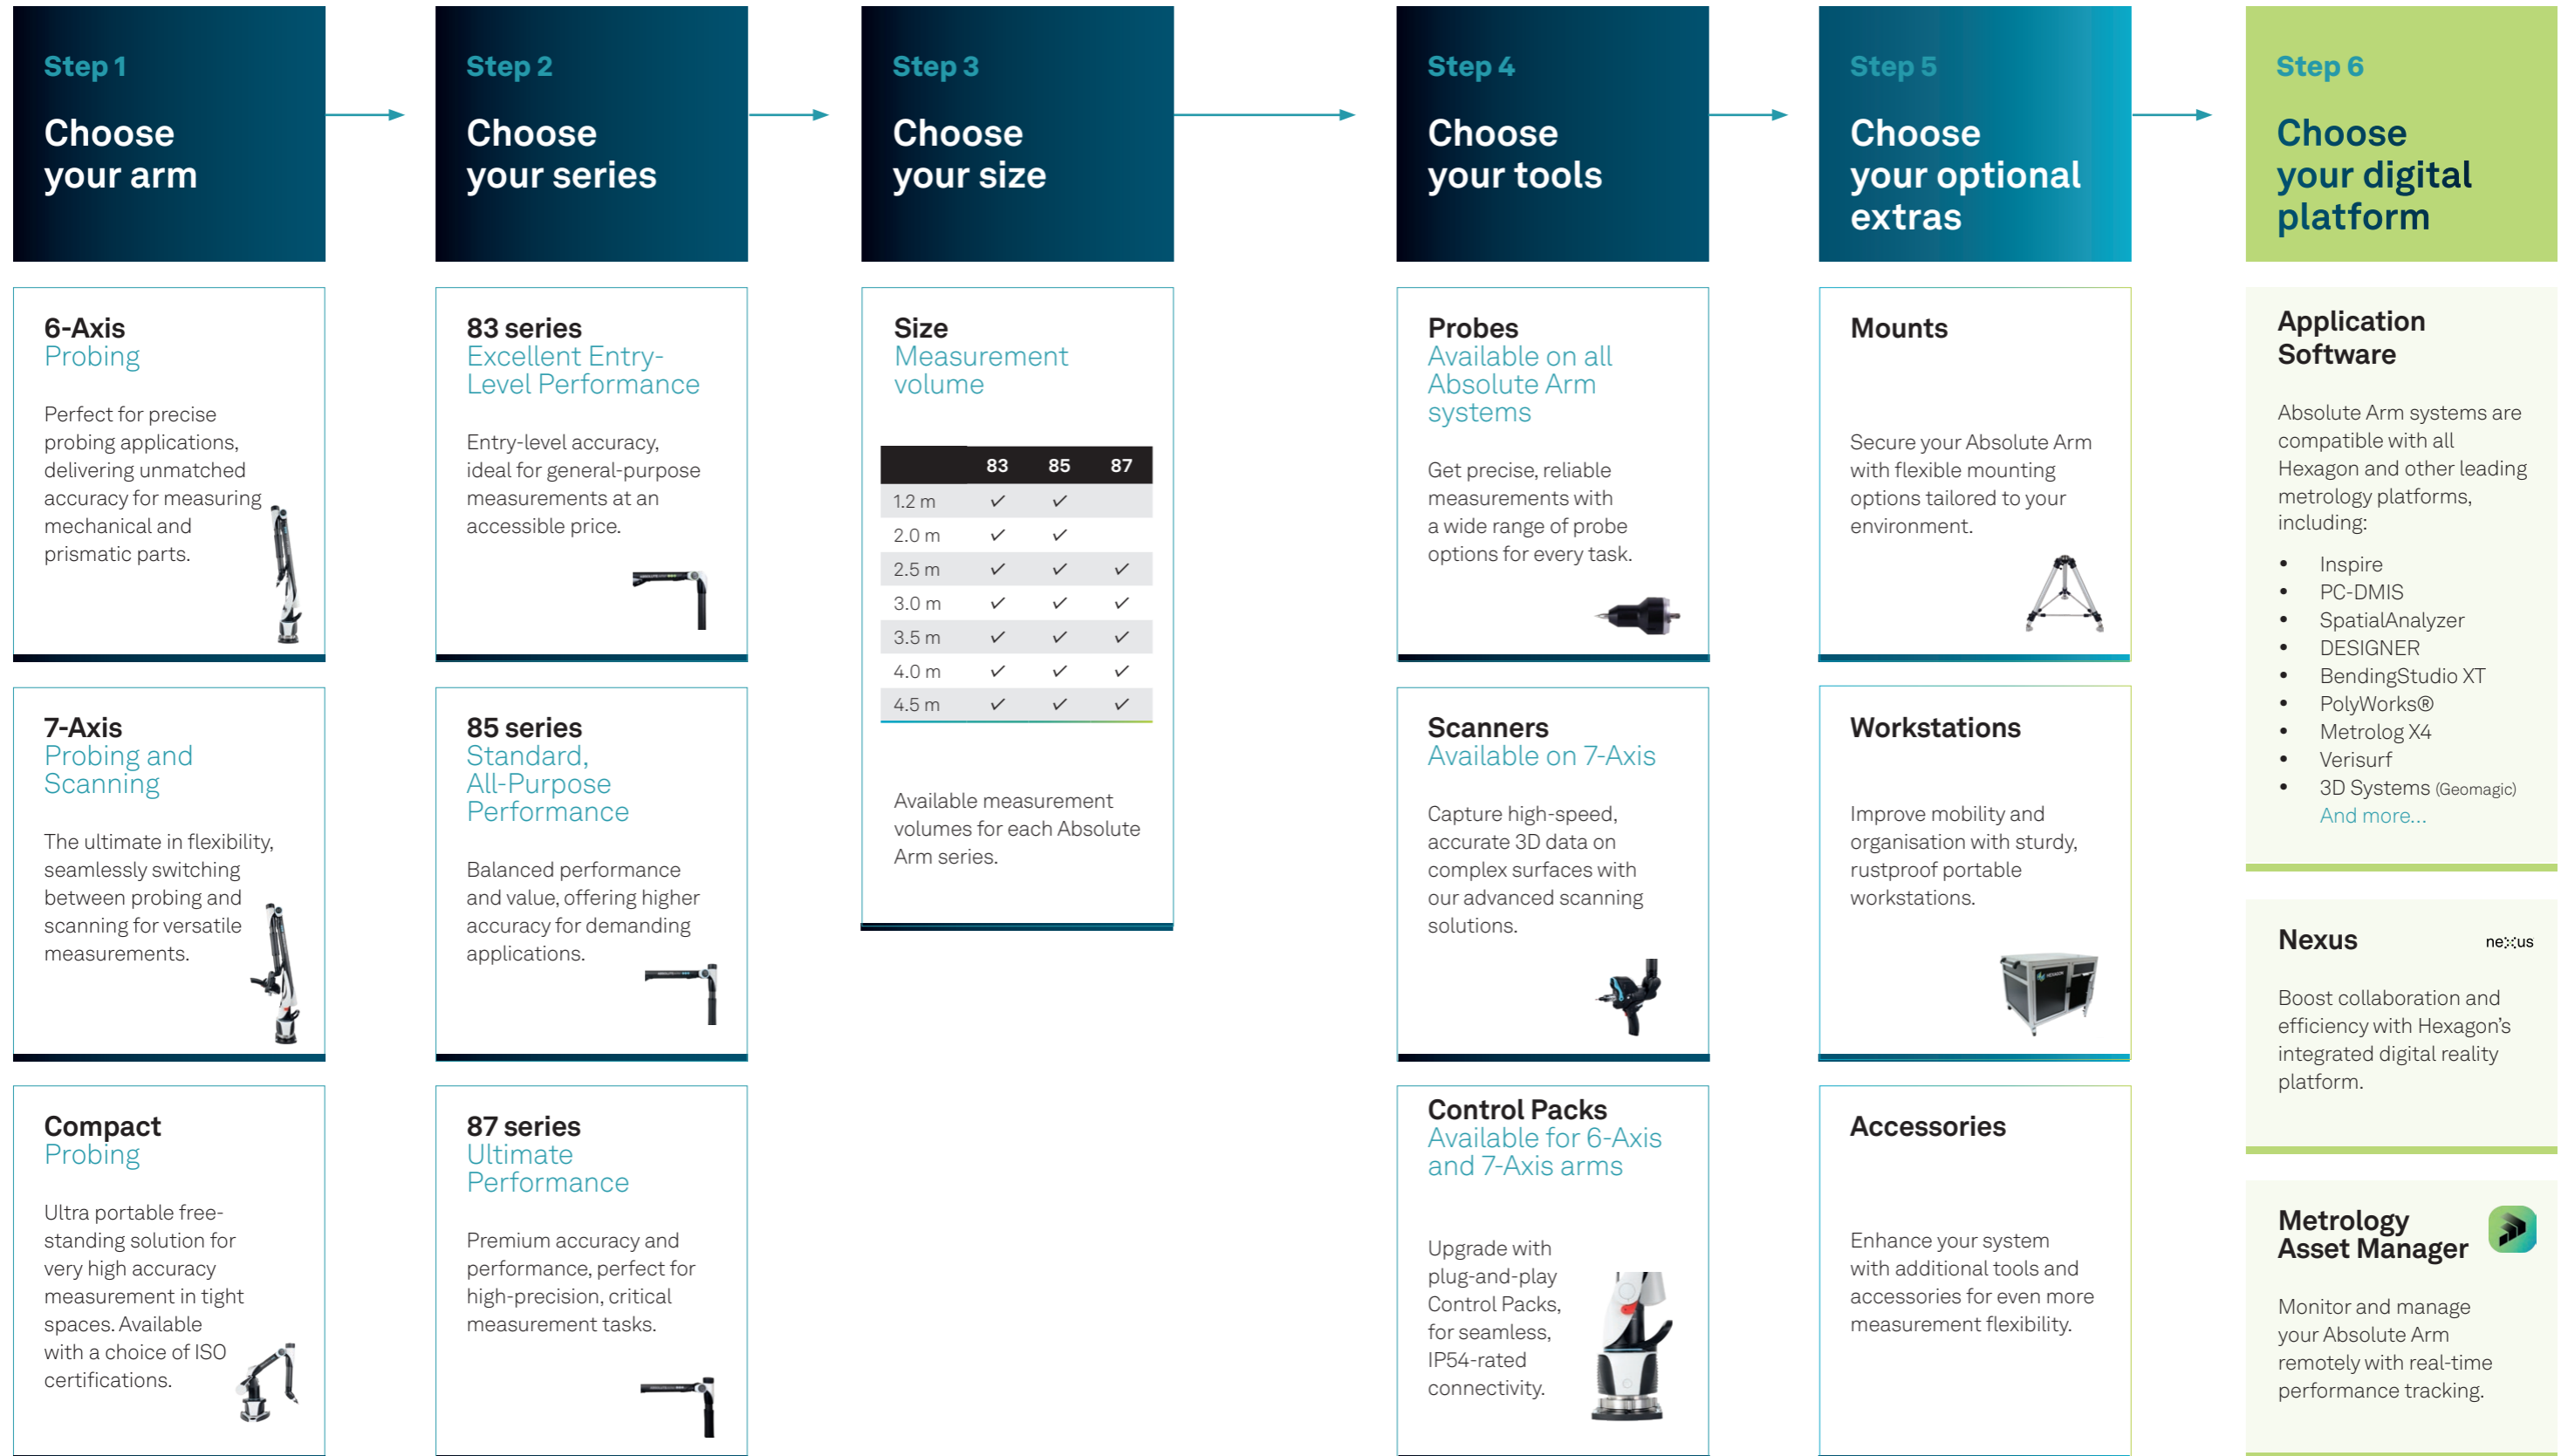 Step 1
Choose
your arm
6-Axis
Probing
Perfect for precise
probing applications,
delivering unmatched
accuracy for measuring
mechanical and
prismatic parts.
7-Axis
Probing and
Scanning
The ultimate in flexibility,
seamlessly switching
between probing and
scanning for versatile
measurements.
Compact
Probing
Ultra portable free-
standing solution for
very high accuracy
measurement in tight
spaces. Available
with a choice of ISO
certifications.
Step 2
Choose
your series
83 series
Excellent Entry-
Level Performance
Entry-level accuracy,
ideal for general-purpose
measurements at an
accessible price.
85 series
Standard,
All-Purpose
Performance
Balanced performance
and value, offering higher
accuracy for demanding
applications.
87 series
Ultimate
Performance
Premium accuracy and
performance, perfect for
high-precision, critical
measurement tasks.
Step 3
Choose
your size
Size
Measurement
volume
83 85 87
1.2 m ✓ ✓
2.0 m ✓ ✓
2.5 m ✓ ✓ ✓
3.0 m ✓ ✓ ✓
3.5 m ✓ ✓ ✓
4.0 m ✓ ✓ ✓
4.5 m ✓ ✓ ✓
Available measurement
volumes for each Absolute
Arm series.
Step 4
Choose
your tools
Probes
Available on all
Absolute Arm
systems
Get precise, reliable
measurements with
a wide range of probe
options for every task.
Scanners
Available on 7-Axis
Capture high-speed,
accurate 3D data on
complex surfaces with
our advanced scanning
solutions.
Control Packs
Available for 6-Axis
and 7-Axis arms
Upgrade with
plug-and-play
Control Packs,
for seamless,
IP54-rated
connectivity.
Step 5
Choose
your optional
extras
Mounts
Secure your Absolute Arm
with flexible mounting
options tailored to your
environment.
Workstations
Improve mobility and
organisation with sturdy,
rustproof portable
workstations.
HEXAGON
Accessories
Enhance your system
with additional tools and
accessories for even more
measurement flexibility.
Step 6
Choose
your digital
platform
Application
Software
Absolute Arm systems are
compatible with all
Hexagon and other leading
metrology platforms,
including:
• Inspire
• PC-DMIS
• SpatialAnalyzer
• DESIGNER
• BendingStudio XT
• PolyWorks®
• Metrolog X4
• Verisurf
• 3D Systems (Geomagic)
And more...
Nexus
nexus
Boost collaboration and
efficiency with Hexagon’s
integrated digital reality
platform.
Metrology
Asset Manager
Monitor and manage
your Absolute Arm
remotely with real-time
performance tracking.